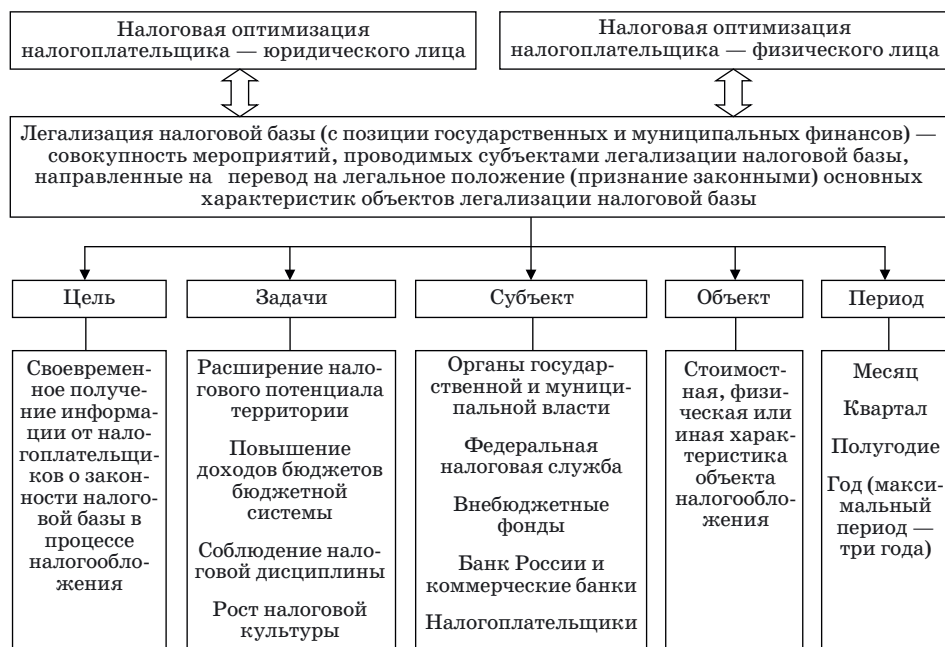 Налоговая оптимизация
налогоплательщика — юридического лица
Налоговая оптимизация
налогоплательщика — физического лица
Легализация налоговой базы (с позиции государственных и муниципальных финансов) —
совокупность мероприятий, проводимых субъектами легализации налоговой базы,
направленные на перевод на легальное положение (признание законными) основных
характеристик объектов легализации налоговой базы
Цель
Задачи
Субъект
Объект
Период
Своевремен-
ное получе-
ние информа-
ции от нало-
гоплательщи-
ков о закон-
ности налого-
вой базы в
процессе
налогообло-
жения
Расширение нало-
гового потенциала
территории
Повышение
доходов бюджетов
бюджетной
системы
Соблюдение нало-
говой дисциплины
Рост налоговой
культуры
Органы государ-
ственной и муници-
пальной власти
Федеральная
налоговая служба
Внебюджетные
фонды
Банк России и
коммерческие банки
Налогоплательщики
Стоимост-
ная, физи-
ческая или
иная харак-
теристика
объекта
налогообло-
жения
Месяц
Квартал
Полугодие
Год (макси-
мальный
период —
три года)